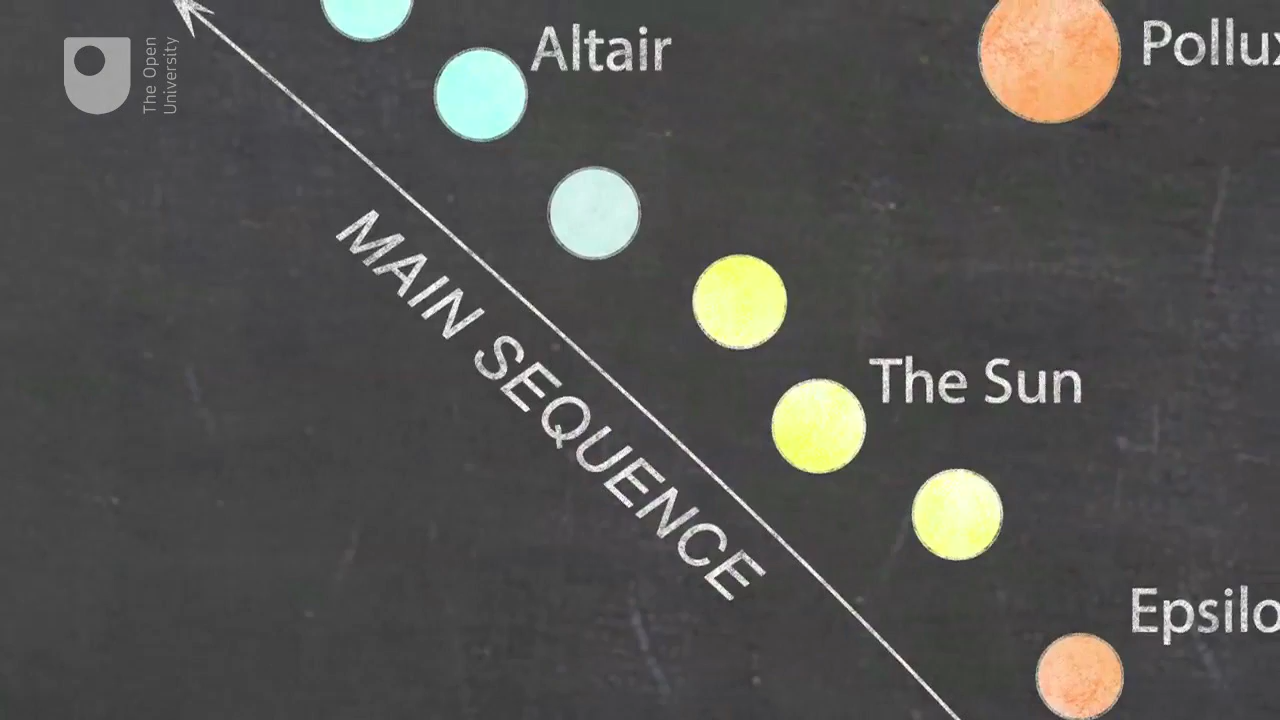 The Open
University
Altair
Pollux
MAIN SEQUENCE
The Sun
Epsilo